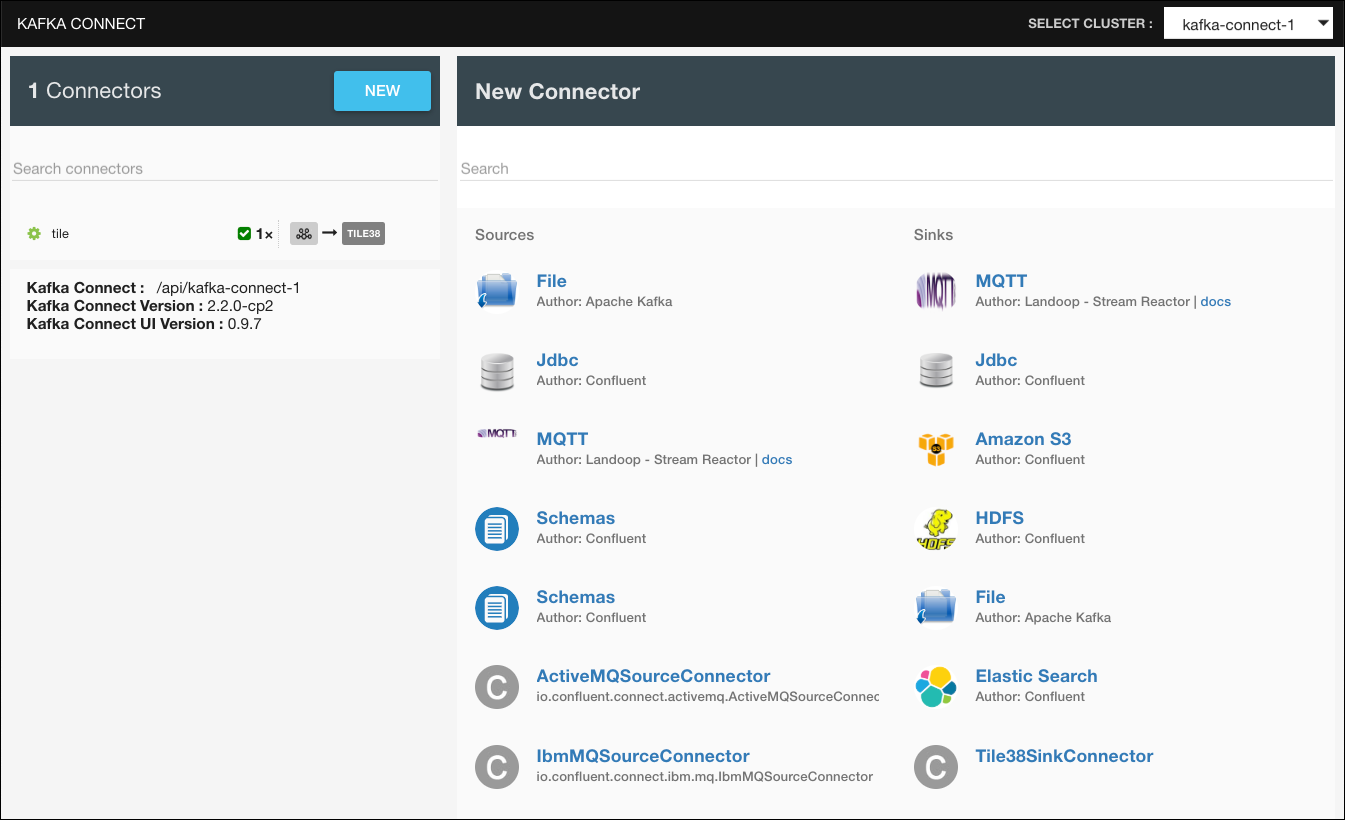 KAFKA CONNECT
SELECT CLUSTER :
kafka-connect-1
1 Connectors
NEW
Search connectors
tile
1×
TILE38
Kafka Connect : /api/kafka-connect-1
Kafka Connect Version : 2.2.0-cp2
Kafka Connect UI Version : 0.9.7
New Connector
Search
Sources
File
Author: Apache Kafka
Jdbc
Author: Confluent
MQTT
MQTT
Author: Landoop - Stream Reactor | docs
Schemas
Author: Confluent
Schemas
Author: Confluent
C
ActiveMQSourceConnector
io.confluent.connect.activemq.ActiveMQSourceConnec
C
IbmMQSourceConnector
io.confluent.connect.ibm.mq.IbmMQSourceConnector
Sinks
MQTT
MQTT
Author: Landoop - Stream Reactor | docs
Jdbc
Author: Confluent
S3
Amazon S3
Author: Confluent
HDFS
HDFS
Author: Confluent
File
Author: Apache Kafka
Elastic Search
Author: Confluent
C
Tile38SinkConnector